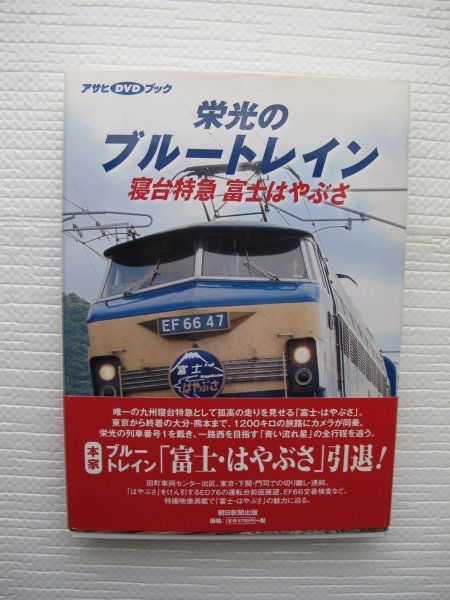 アサヒDVDブック
栄光の
ブルートレイン
寝台特急 富士はやぶさ
EF66 47
富士
はやぶさ
唯一の九州寝台特急として孤高の走りを見せる「富士・はやぶさ」。
東京から終着の大分・熊本まで、1200キロの旅路にカメラが同乗。
栄光の列車番号1を戴き、一路西を目指す「青い流れ星」の全行程を追う。
本家ブルートレイン「富士・はやぶさ」引退!
田町車両センター出区、東京・下関・門司での切り離し・連結、
「はやぶさ」をけん引するED76の運転台前面展望、EF66交番検査など、
特撮映像満載で「富士・はやぶさ」の魅力に迫る。
朝日新聞出版
価格:本体5700円+税